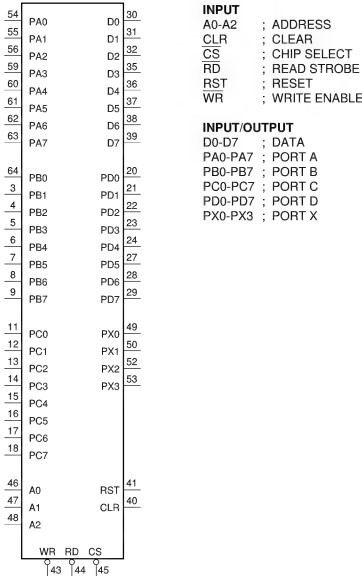 54 PA0 D0 30
55 PA1 D1 31
56 PA2 D2 32
59 PA3 D3 35
60 PA4 D4 36
61 PA5 D5 37
62 PA6 D6 38
63 PA7 D7 39
64 PB0 PD0 20
3 PB1 PD1 21
4 PB2 PD2 22
5 PB3 PD3 23
6 PB4 PD4 24
7 PB5 PD5 27
8 PB6 PD6 28
9 PB7 PD7 29
11 PC0 PX0 49
12 PC1 PX1 50
13 PC2 PX2 52
14 PC3 PX3 53
15 PC4
16 PC5
17 PC6
18 PC7
46 A0 RST 41
47 A1 CLR 40
48 A2
WR RD CS
43 44 45
INPUT
A0-A2 ; ADDRESS
CLR ; CLEAR
CS ; CHIP SELECT
RD ; READ STROBE
RST ; RESET
WR ; WRITE ENABLE
INPUT/OUTPUT
D0-D7 ; DATA
PA0-PA7 ; PORT A
PB0-PB7 ; PORT B
PC0-PC7 ; PORT C
PD0-PD7 ; PORT D
PX0-PX3 ; PORT X